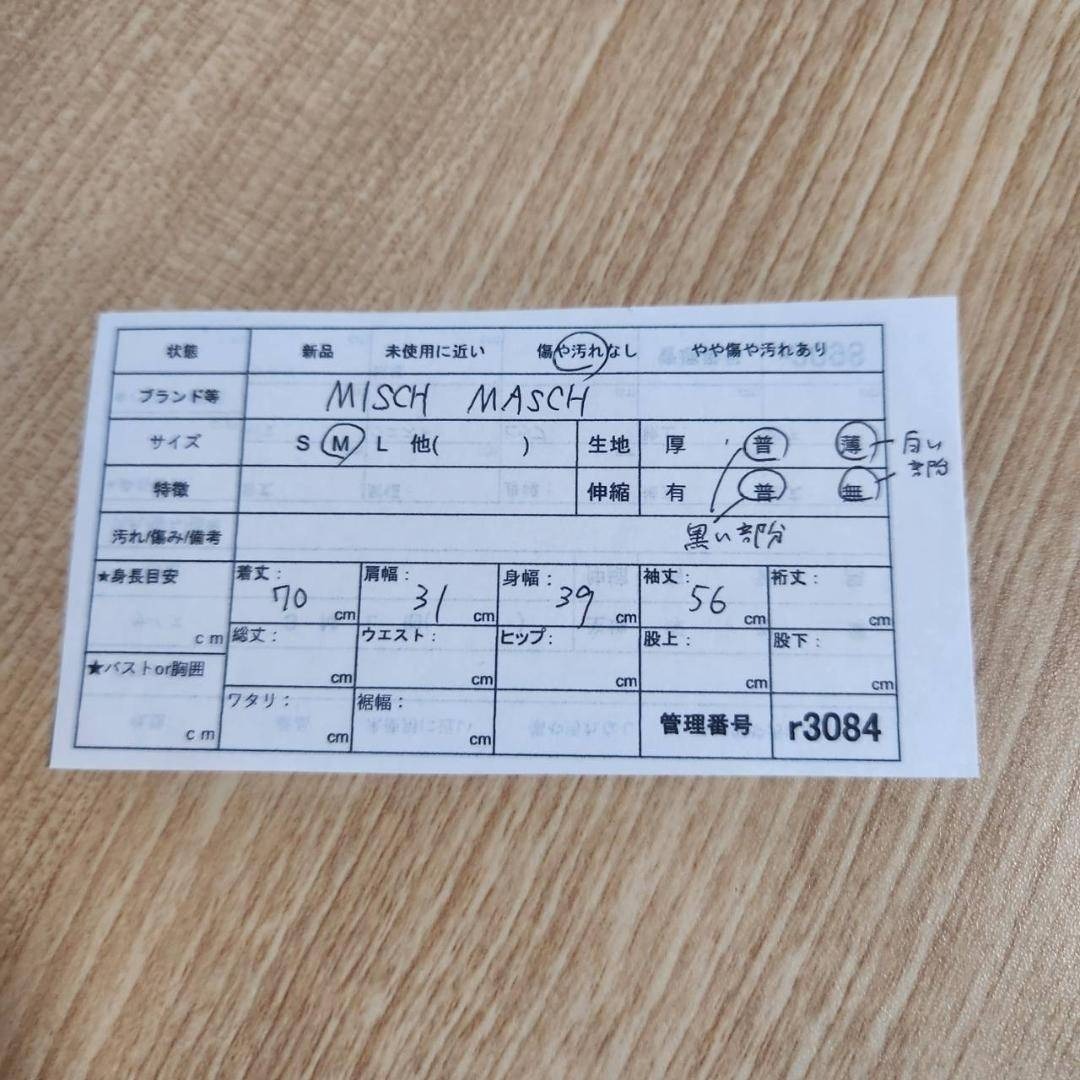 状態 新品 未使用に近い 傷や汚れなし やや傷や汚れあり
ブランド等 MISCH MASCH
サイズ S M L 他( ) 生地 厚 普 薄 白い
特徴 伸縮 有 普 無 部分
汚れ/傷み/備考 黒い部分
★身長目安 cm 着丈: 70 cm 肩幅: 31 cm 身幅: 39 cm 袖丈: 56 cm 裄丈: cm
総丈: cm ウエスト: cm ヒップ: cm 股上: cm 股下: cm
★バストor胸囲 cm ワタリ: cm 裾幅: cm 管理番号 r3084